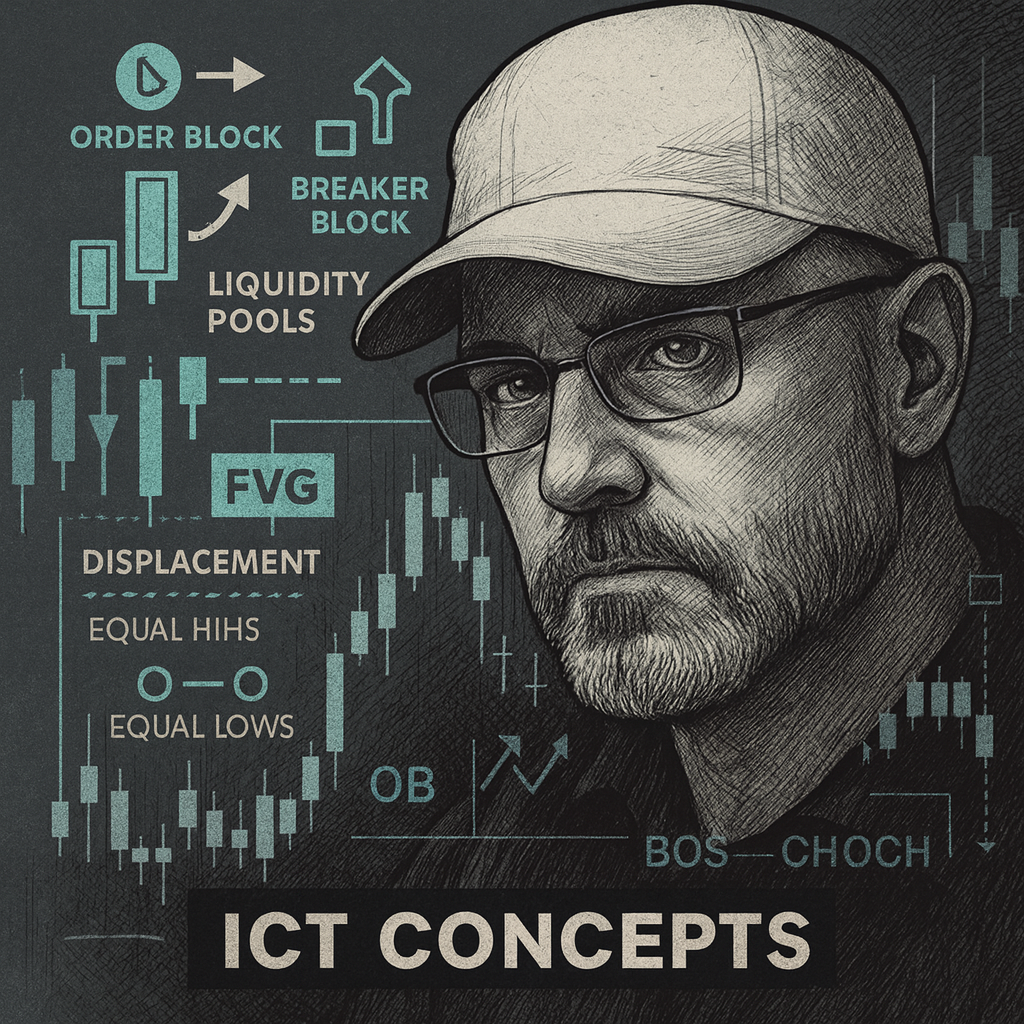 ORDER BLOCK
BREAKER
BLOCK
LIQUIDITY
POOLS
FVG
DISPLACEMENT
EQUAL HIHS
EQUAL LOWS
OB
BOS—CHOCH
ICT CONCEPTS